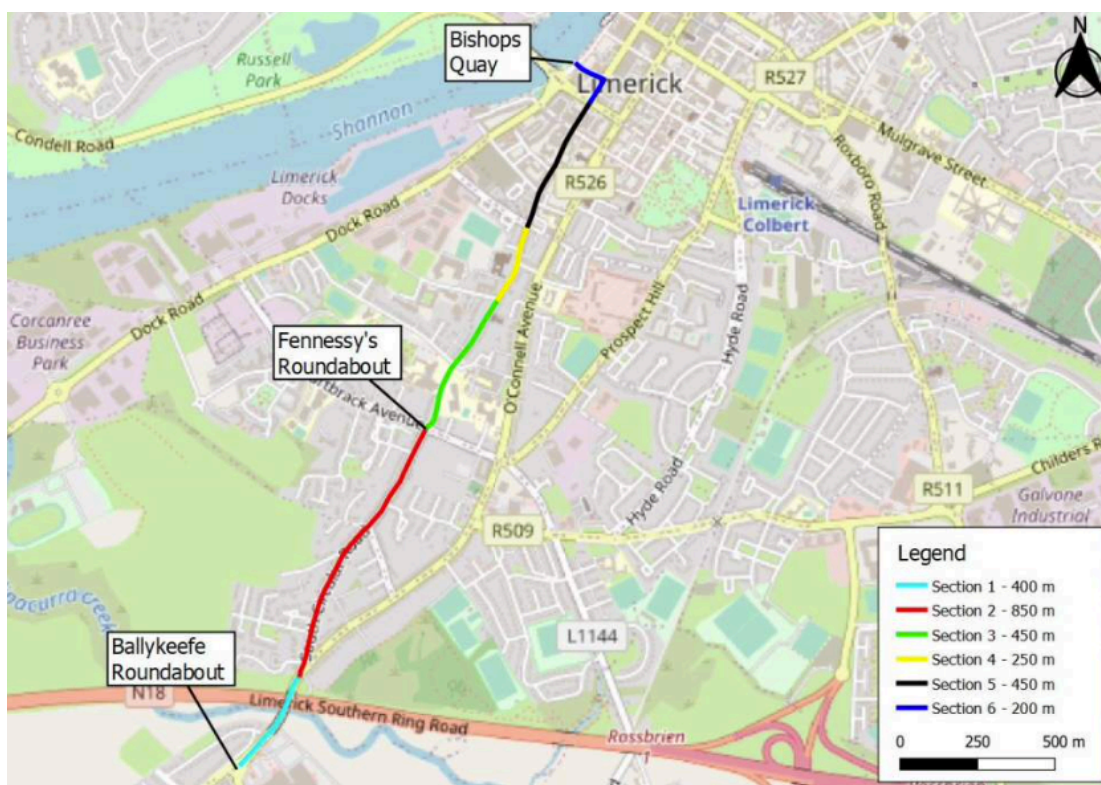 Bishops
Quay
N
Russell
Park
Limerick
R527
Condell Road
Shannon
Mulgrave Street
Roxboro Road
Limerick
Docks
R526
Limerick
Colbert
Dock Road
Dock Road
Corcanree
Business
Park
Fennessy's
Roundabout
O'Connell Avenue
Prospect Hill
Hyde Road
Avenue
Childers R
R511
Hyde Road
Galvone
Industrial
R509
Road
L1144
Ballykeefe
Roundabout
N18
Limerick Southern Ring Road
Rossbrien
1
Legend
Section 1 - 400 m
Section 2 - 850 m
Section 3 - 450 m
Section 4 - 250 m
Section 5 - 450 m
Section 6 - 200 m
0 250 500 m